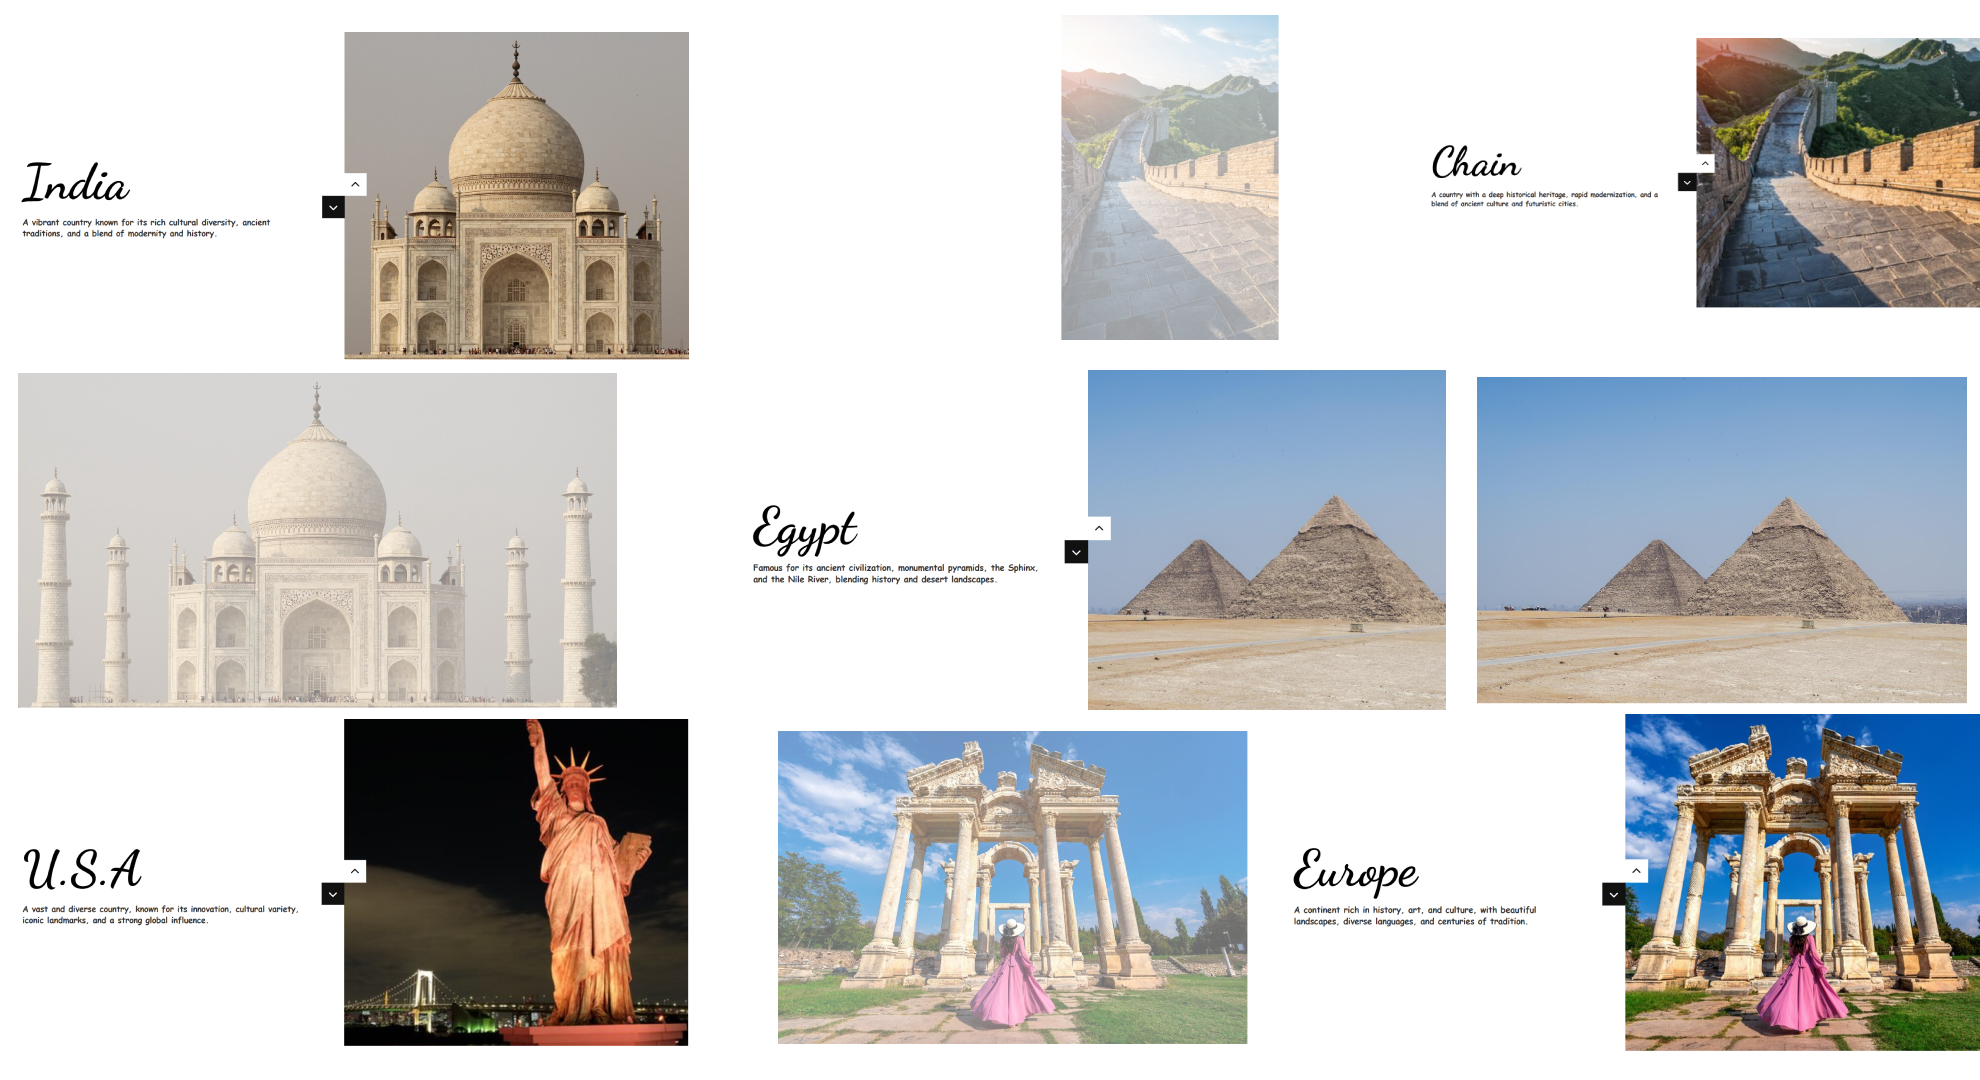 India
A vibrant country known for its rich cultural diversity, ancient
traditions, and a blend of modernity and history.
Chain
A country with a deep historical heritage, rapid modernization, and a
blend of ancient culture and futuristic cities.
Egypt
Famous for its ancient civilization, monumental pyramids, the Sphinx,
and the Nile River, blending history and desert landscapes.
U.S.A
A vast and diverse country, known for its innovation, cultural variety,
iconic landmarks, and a strong global influence.
Europe
A continent rich in history, art, and culture, with beautiful
landscapes, diverse languages, and centuries of tradition.